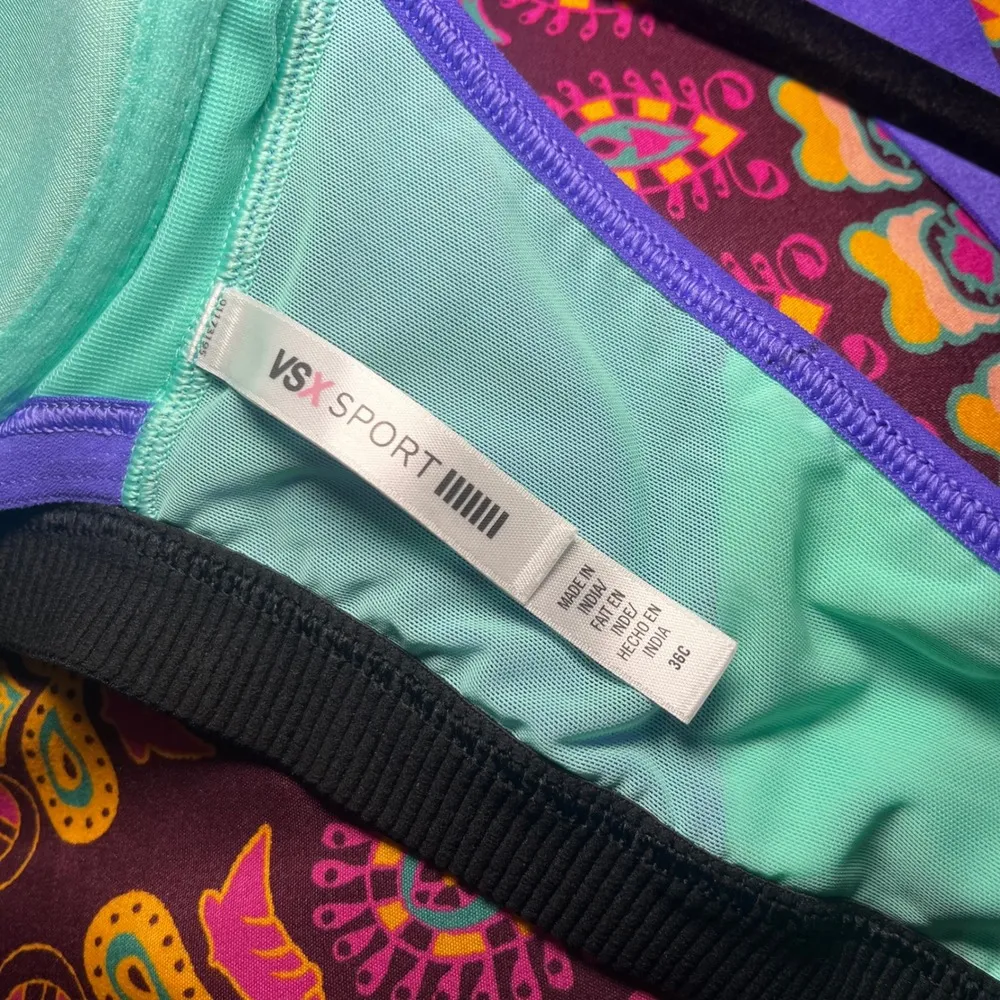 VSX SPORT
MADE IN
INDIA/
FAIT EN
INDE/
HECHO EN
INDIA
36C